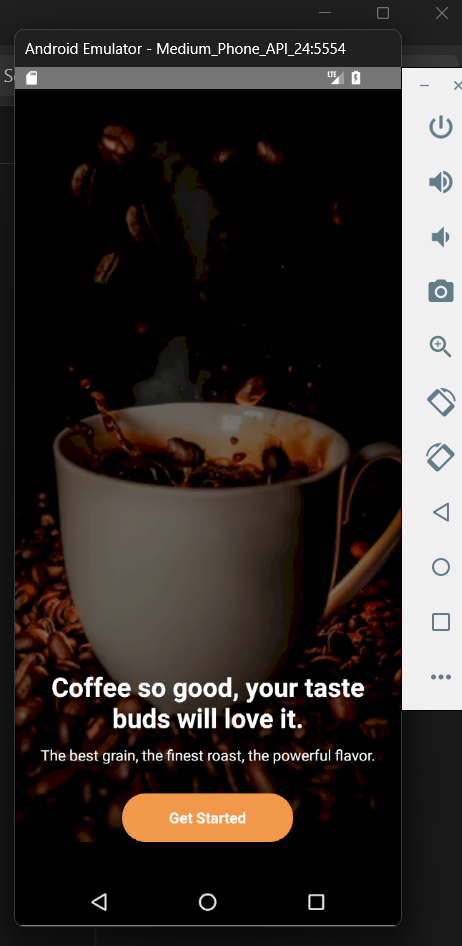 Android Emulator - Medium_Phone_API_24:5554
LTE
Coffee so good, your taste
buds will love it.
The best grain, the finest roast, the powerful flavor.
Get Started